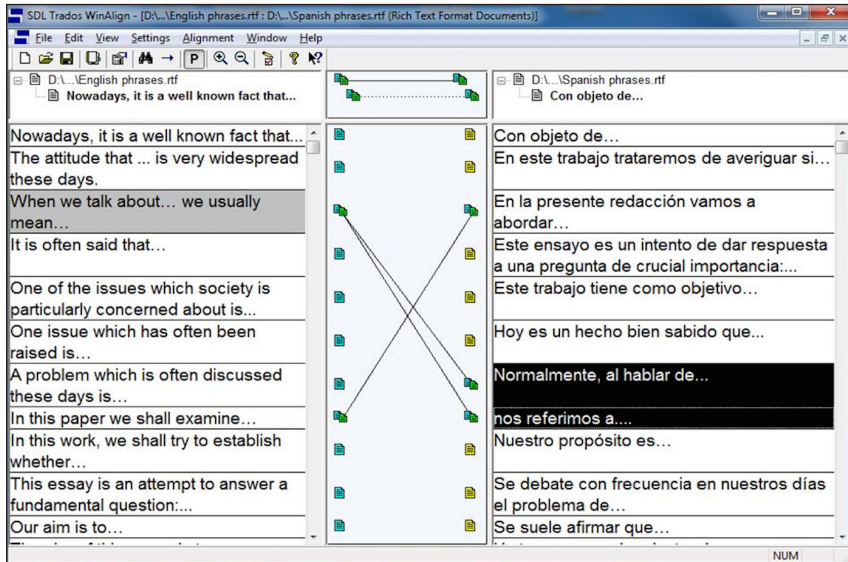 SDL Trados WinAlign - [D:\...\English phrases.rtf : D:\...\Spanish phrases.rtf (Rich Text Format Documents)]
File Edit View Settings Alignment Window Help
P
D:\...\English phrases.rtf
Nowadays, it is a well known fact that...
D:\...\Spanish phrases.rtf
Con objeto de...
Nowadays, it is a well known fact that...
The attitude that ... is very widespread
these days.
When we talk about… we usually
mean…
It is often said that…
One of the issues which society is
particularly concerned about is...
One issue which has often been
raised is…
A problem which is often discussed
these days is…
In this paper we shall examine…
In this work, we shall try to establish
whether…
This essay is an attempt to answer a
fundamental question:...
Our aim is to…
Con objeto de…
En este trabajo trataremos de averiguar si…
En la presente redacción vamos a
abordar…
Este ensayo es un intento de dar respuesta
a una pregunta de crucial importancia:...
Este trabajo tiene como objetivo…
Hoy es un hecho bien sabido que...
Normalmente, al hablar de...
nos referimos a....
Nuestro propósito es…
Se debate con frecuencia en nuestros días
el problema de…
Se suele afirmar que…
NUM